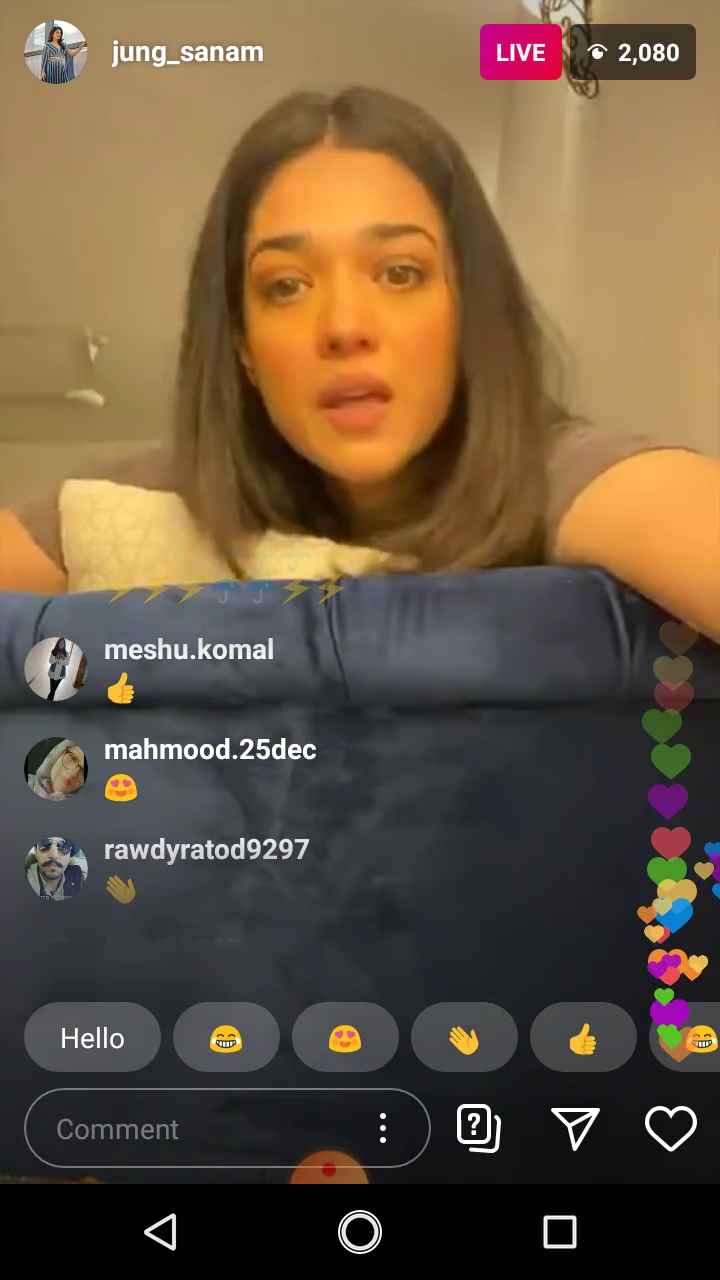 jung_sanam
LIVE
2,080
⚡⚡⚡☂☂⚡⚡
meshu.komal
👍
mahmood.25dec
😍
rawdyratod9297
👋
Hello 😂 😍 👋 👍 😂
Comment
?